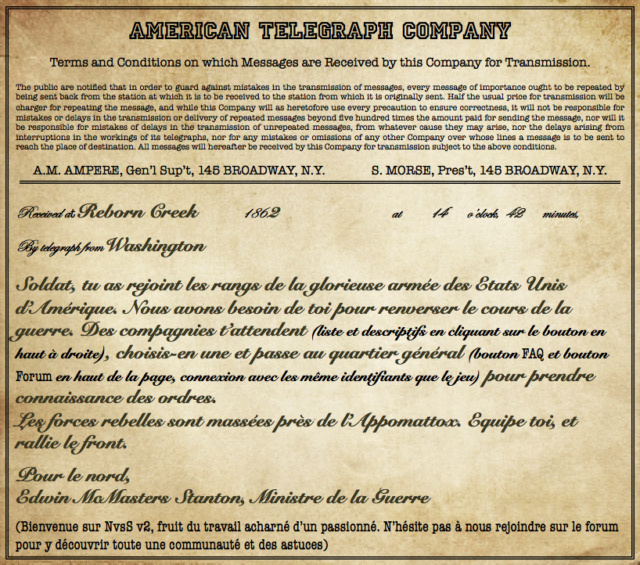 AMERICAN TELEGRAPH COMPANY
Terms and Conditions on which Messages are Received by this Company for Transmission.
The public are notified that in order to guard against mistakes in the transmission of messages, every message of importance ought to be repeated by
being sent back from the station at which it is to be received to the station from which it is originally sent. Half the usual price for transmission will be
charger for repeating the message, and while this Company will as heretofore use every precaution to ensure correctness, it will not be responsible for
mistakes or delays in the transmission or delivery of repeated messages beyond five hundred times the amount paid for sending the message, nor will it
be responsible for mistakes of delays in the transmission of unrepeated messages, from whatever cause they may arise, nor the delays arising from
interruptions in the workings of its telegraphs, nor for any mistakes or omissions of any other Company over whose lines a message is to be sent to
reach the place of destination. All messages will hereafter be received by this Company for transmission subject to the above conditions.
A.M. AMPERE, Gen'l Sup't, 145 BROADWAY, N.Y. S. MORSE, Pres't, 145 BROADWAY, N.Y.
Received at Reborn Creek 1862 at 14 o'clock, 42 minutes,
By telegraph from Washington
Soldat, tu as rejoint les rangs de la glorieuse armée des Etats Unis
d'Amérique. Nous avons besoin de toi pour renverser le cours de la
guerre. Des compagnies t'attendent (liste et descriptifs en cliquant sur le bouton en
haut à droite), choisis-en une et passe au quartier général (bouton FAQ et bouton
Forum en haut de la page, connexion avec les même identifiants que le jeu) pour prendre
connaissance des ordres.
Les forces rebelles sont massées près de l'Appomattox. Equipe toi, et
rallie le front.
Pour le nord,
Edwin McMasters Stanton, Ministre de la Guerre
(Bienvenue sur NvsS v2, fruit du travail acharné d'un passionné. N'hésite pas à nous rejoindre sur le forum
pour y découvrir toute une communauté et des astuces)